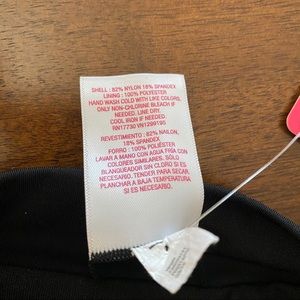 SHELL : 82% NYLON 18% SPANDEX
LINING : 100% POLYESTER
HAND WASH COLD WITH LIKE COLORS,
ONLY NON-CHLORINE BLEACH IF
NEEDED. LINE DRY.
COOL IRON IF NEEDED.
RN17730 VN1299195
REVESTIMIENTO : 82% NAILON,
18% SPANDEX
FORRO : 100% POLIÉSTER
LAVAR A MANO CON AGUA FRÍA CON
COLORES SIMILARES. SÓLO
BLANQUEADOR SIN CLORO SI ES
NECESARIO. TENDER PARA SECAR.
PLANCHAR A BAJA TEMPERATURA
SI ES NECESARIO.